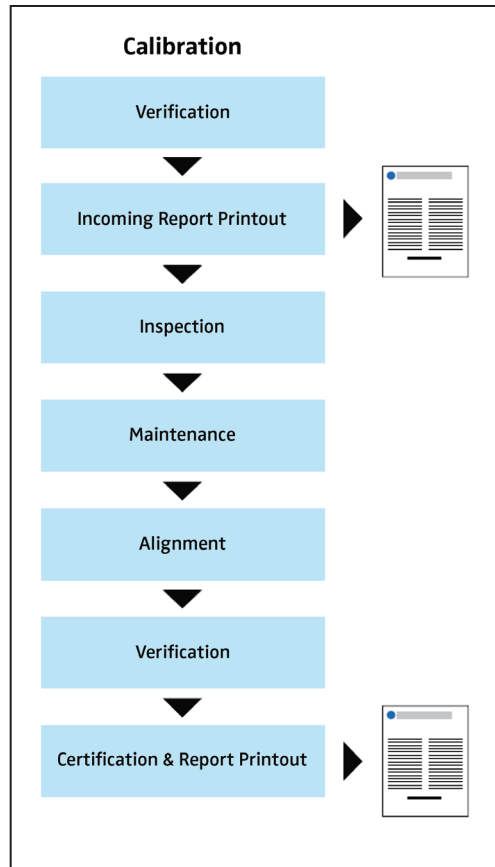 Calibration
Verification
Incoming Report Printout
Inspection
Maintenance
Alignment
Verification
Certification & Report Printout